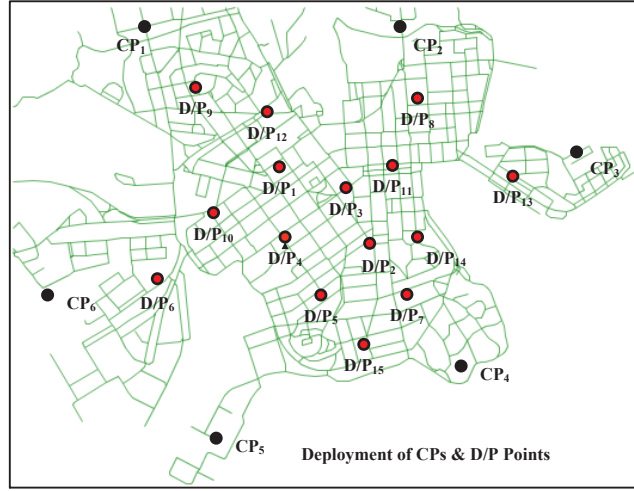 CP₁
CP₂
D/P₉
D/P₈
D/P₁₂
CP₃
D/P₁
D/P₁₁
D/P₁₃
D/P₃
D/P₁₀
D/P₄
D/P₂
D/P₁₄
D/P₆
CP₆
D/P₅
D/P₇
D/P₁₅
CP₄
CP₅
Deployment of CPs & D/P Points